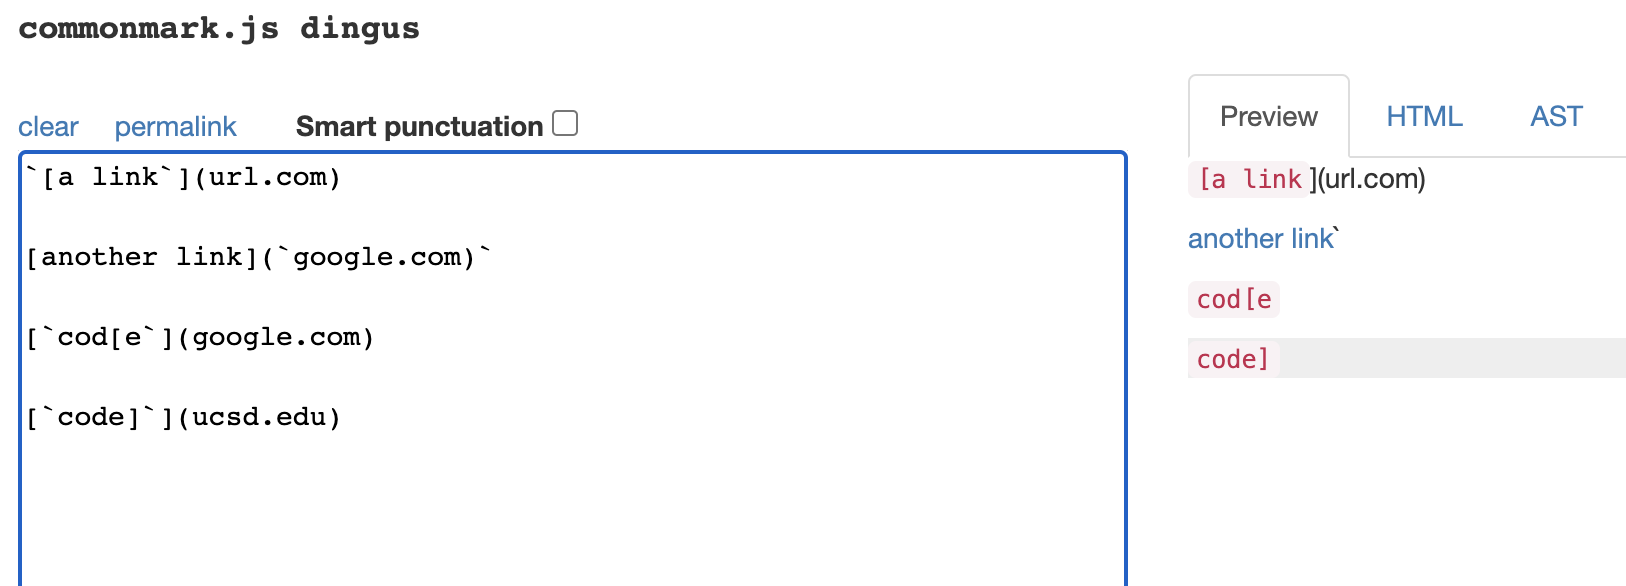 commonmark.js dingus
clear permalink Smart punctuation
`[a link`](url.com)
[another link](`google.com)`
[`cod[e`](google.com)
[`code]`](ucsd.edu)
Preview HTML AST
[a link](url.com)
another link`
cod[e
code]